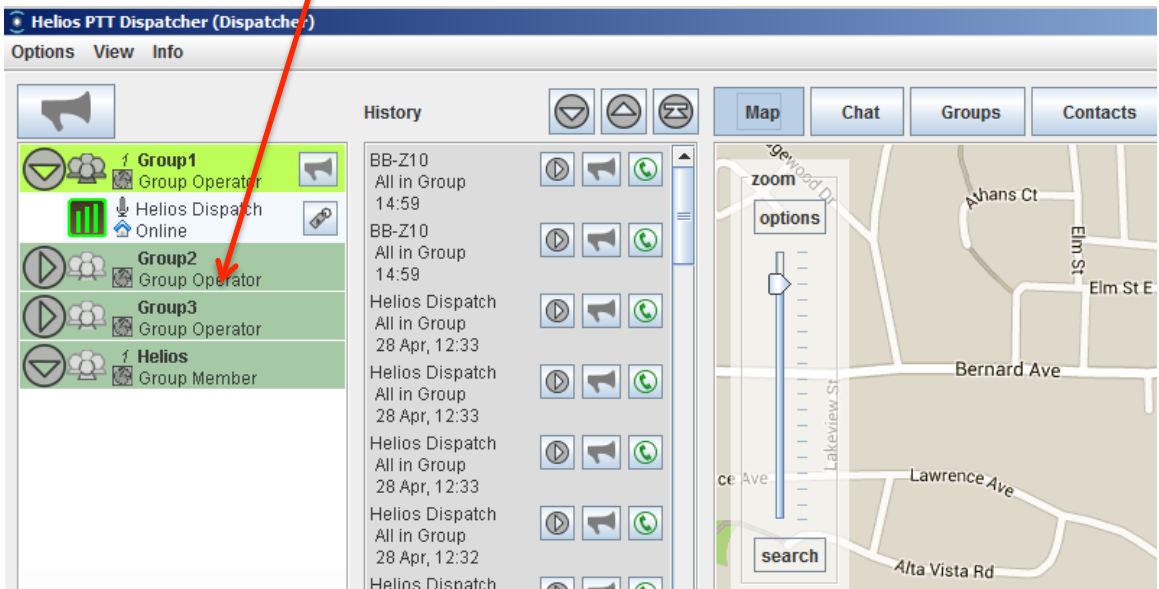 Helios PTT Dispatcher (Dispatcher)
Options View Info
History
Map Chat Groups Contacts
1 Group1
Group Operator
Helios Dispatch
Online
Group2
Group Operator
Group3
Group Operator
1 Helios
Group Member
BB-Z10
All in Group
14:59
BB-Z10
All in Group
14:59
Helios Dispatch
All in Group
28 Apr, 12:33
Helios Dispatch
All in Group
28 Apr, 12:33
Helios Dispatch
All in Group
28 Apr, 12:33
Helios Dispatch
All in Group
28 Apr, 12:32
Helios Dispatch
zoom
options
search
Dr
Athans Ct
Elm St
Elm St E
Bernard Ave
Lakeview St
Ave
Lawrence Ave
Alta Vista Rd